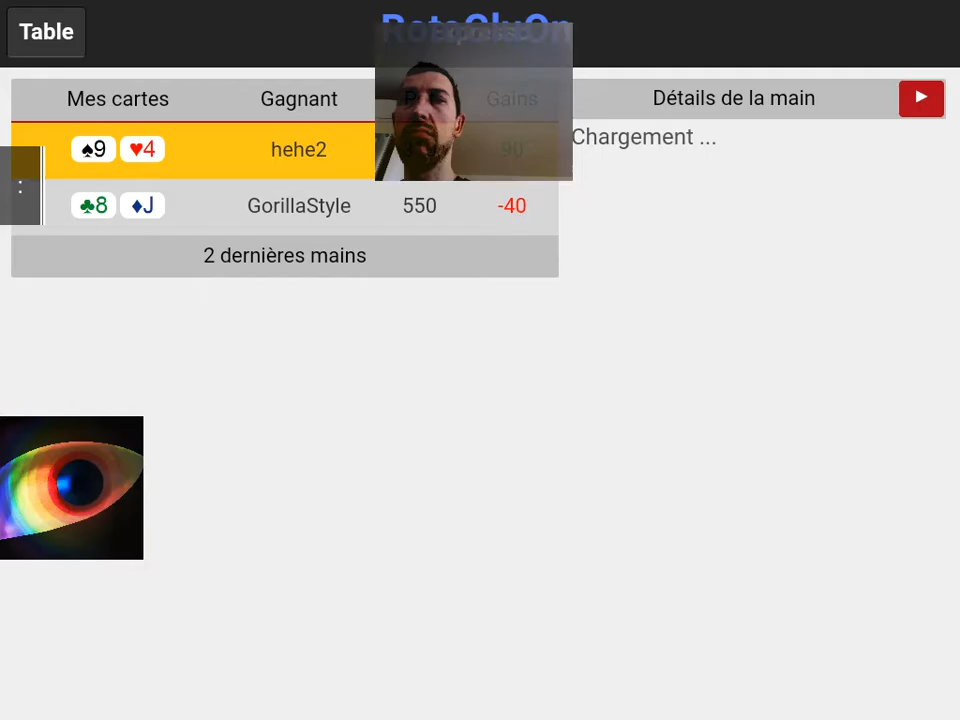 Table
Mes cartes Gagnant Gains Détails de la main
♠9 ♥4 hehe2 90 Chargement ...
:
♣8 ♦J GorillaStyle 550 -40
2 dernières mains